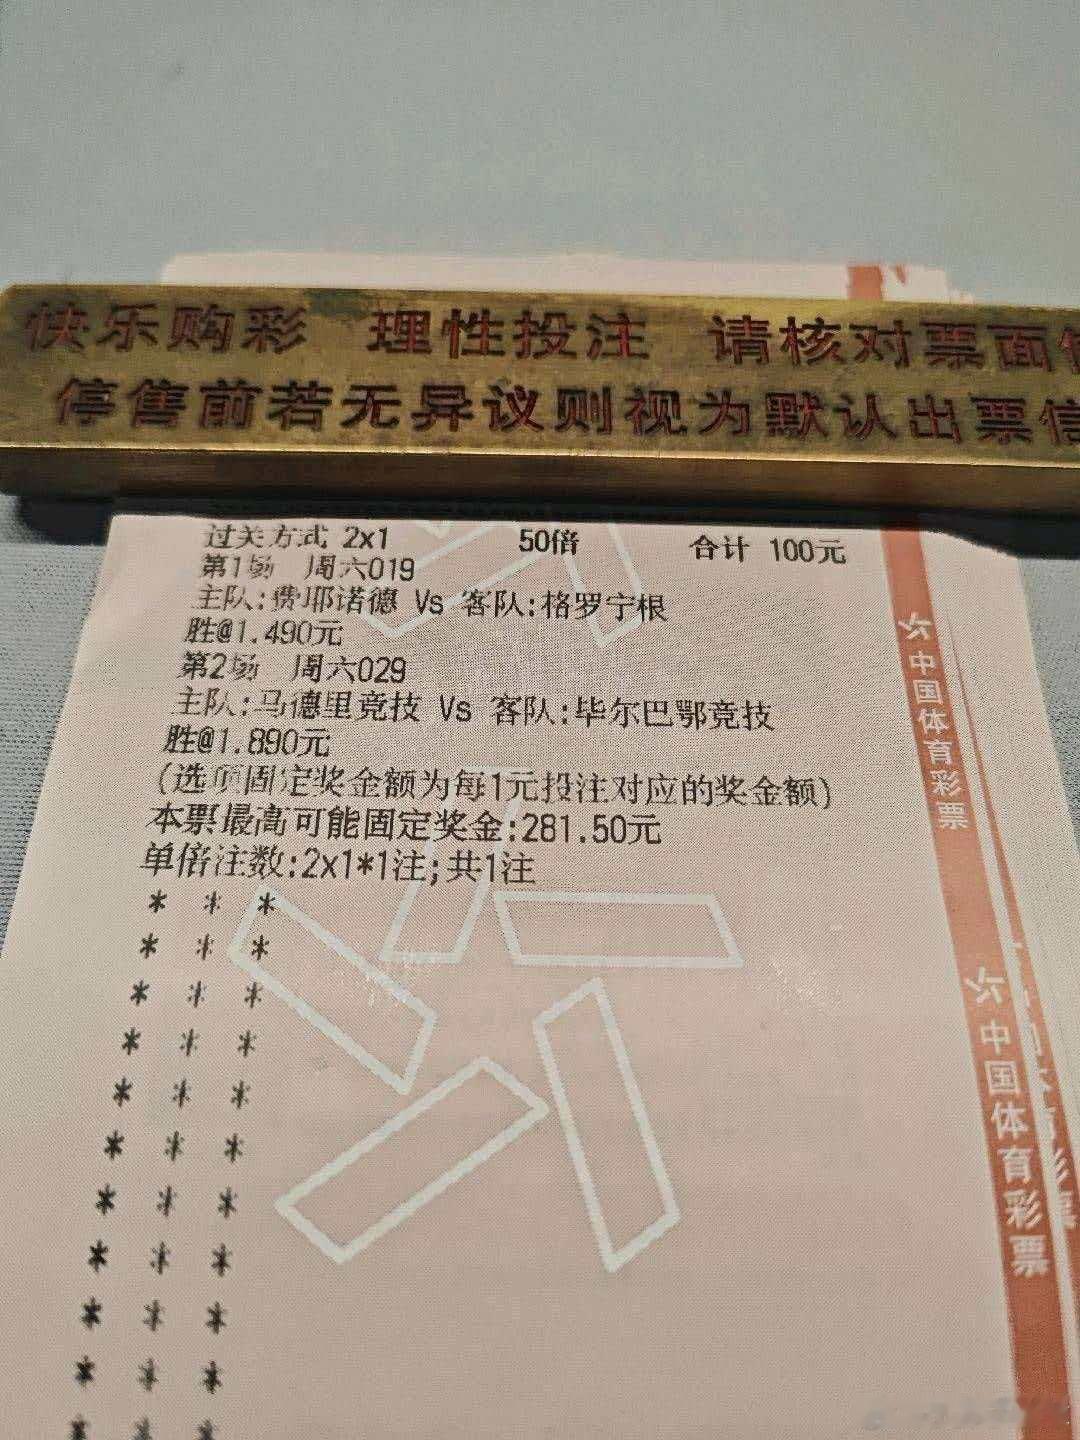 快乐购彩 理性投注 请核对票面
停售前若无异议则视为默认出票信
过关方式 2x1 50倍 合计 100元
第1场 周六019
主队:费耶诺德 Vs 客队:格罗宁根
胜@1.490元
第2场 周六029
主队:马德里竞技 Vs 客队:毕尔巴鄂竞技
胜@1.890元
(选项固定奖金额为每1元投注对应的奖金额)
本票最高可能固定奖金:281.50元
单倍注数:2x1*1注;共1注
* * *
* * *
* * *
* * *
* * *
* * *
* * *
* * *
* * *
* * *
* * *
中国体育彩票
中国体育彩票